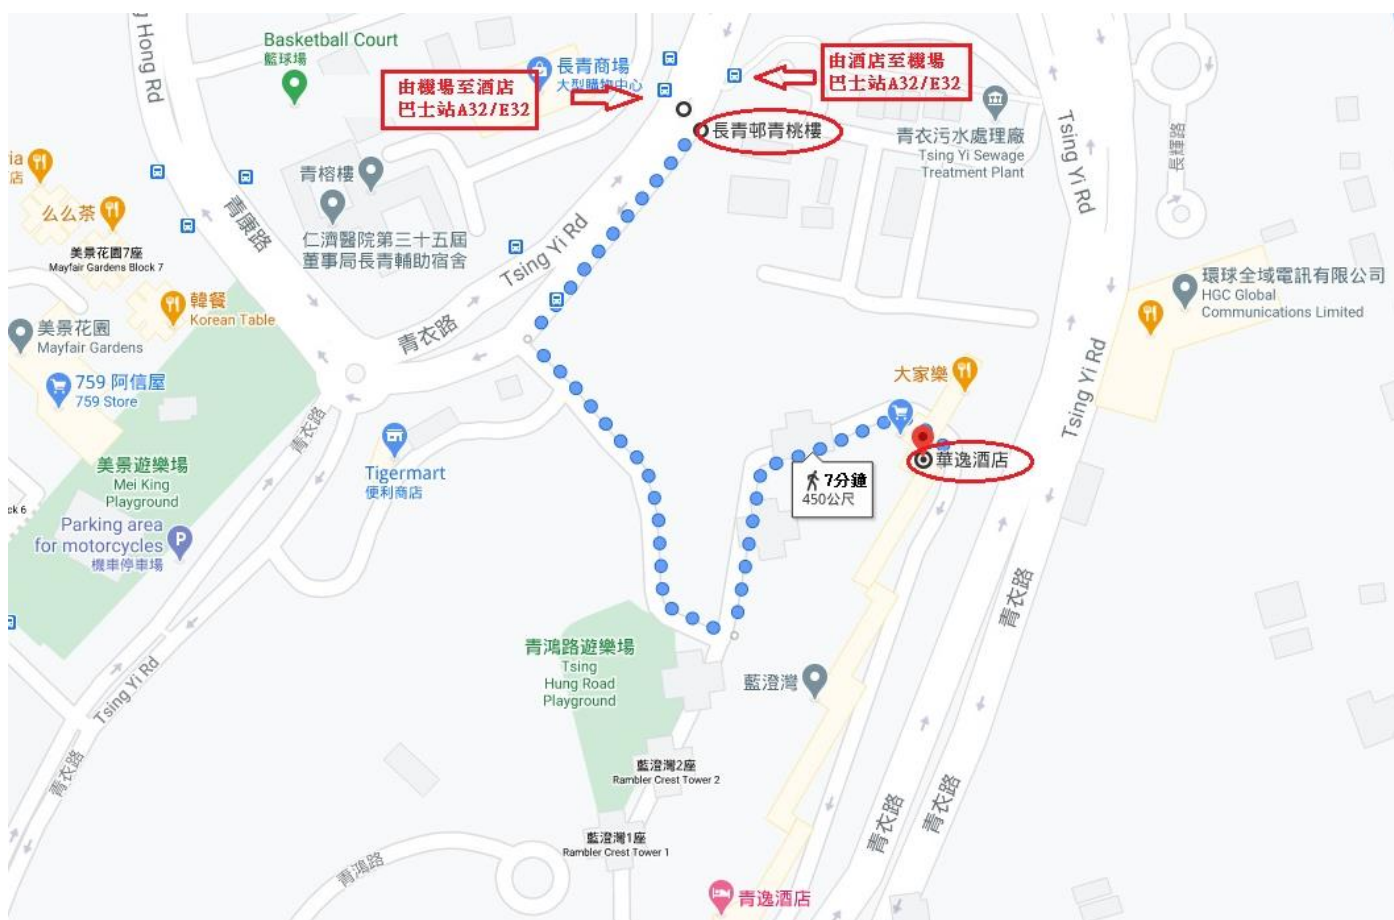 Hong Rd
Basketball Court
籃球場
長青商場
大型購物中心
由機場至酒店
巴士站A32/E32
由酒店至機場
巴士站A32/E32
長青邨青桃樓
青衣污水處理廠
Tsing Yi Sewage
Treatment Plant
Tsing Yi Rd
長輝路
ria
店
么么茶
美景花園7座
Mayfair Gardens Block 7
青康路
青榕樓
仁濟醫院第三十五屆
董事局長青輔助宿舍
Tsing Yi Rd
青衣路
韓餐
Korean Table
美景花園
Mayfair Gardens
759 阿信屋
759 Store
環球全域電訊有限公司
HGC Global
Communications Limited
大家樂
Tsing Yi Rd
青衣路
美景遊樂場
Mei King
Playground
Tigermart
便利商店
華逸酒店
7分鐘
450公尺
ck 6
Parking area
for motorcycles
機車停車場
P
青衣路
青鴻路遊樂場
Tsing
Hung Road
Playground
藍澄灣
Tsing Yi Rd
青衣路
藍澄灣2座
Rambler Crest Tower 2
青衣路
青衣路
藍澄灣1座
Rambler Crest Tower 1
青鴻路
青逸酒店